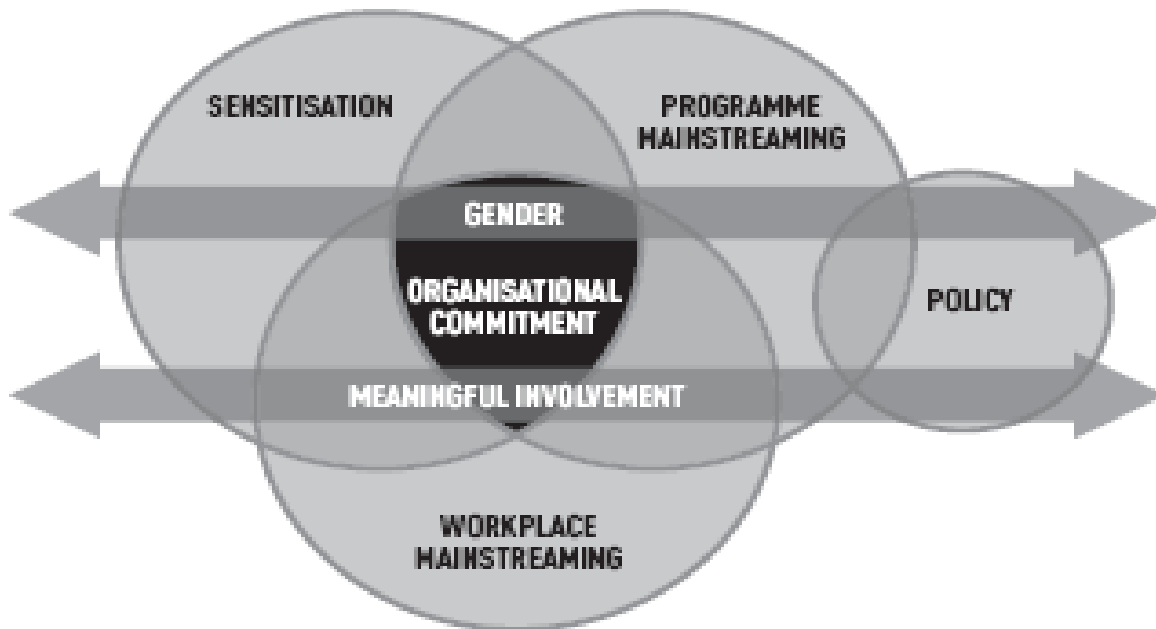 SENSITISATION
PROGRAMME
MAINSTREAMING
GENDER
ORGANISATIONAL
COMMITMENT
POLICY
MEANINGFUL INVOLVEMENT
WORKPLACE
MAINSTREAMING